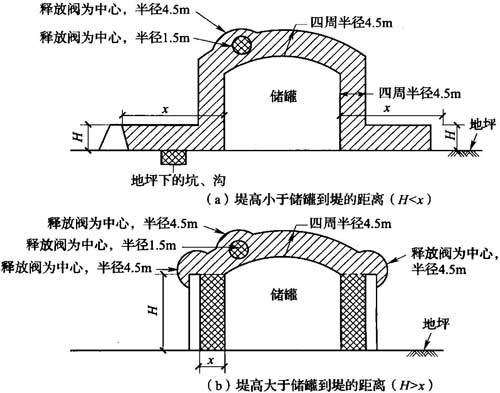 释放阀为中心，半径4.5m
释放阀为中心，半径1.5m
四周半径4.5m
储罐
四周半径4.5m
x
x
H
H
地坪
地坪下的坑、沟
（a）堤高小于储罐到堤的距离（H<x）
释放阀为中心，半径4.5m
四周半径4.5m
释放阀为中心，半径1.5m
释放阀为中心，半径4.5m
释放阀为中心，
半径4.5m
储罐
H
地坪
x
（b）堤高大于储罐到堤的距离（H>x）